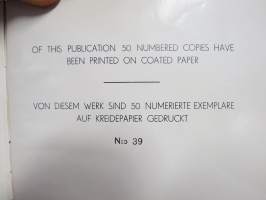 OF THIS PUBLICATION 50 NUMBERED COPIES HAVE
BEEN PRINTED ON COATED PAPER
VON DIESEM WERK SIND 50 NUMERIERTE EXEMPLARE
AUF KREIDEPAPIER GEDRUCKT
No 39